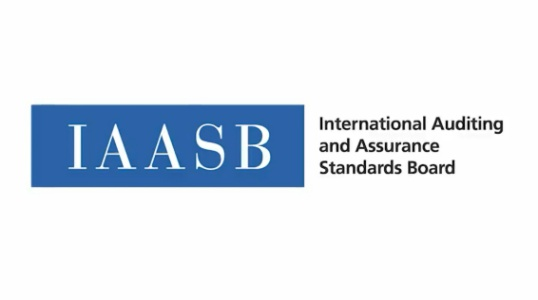 IAASB
International Auditing
and Assurance
Standards Board